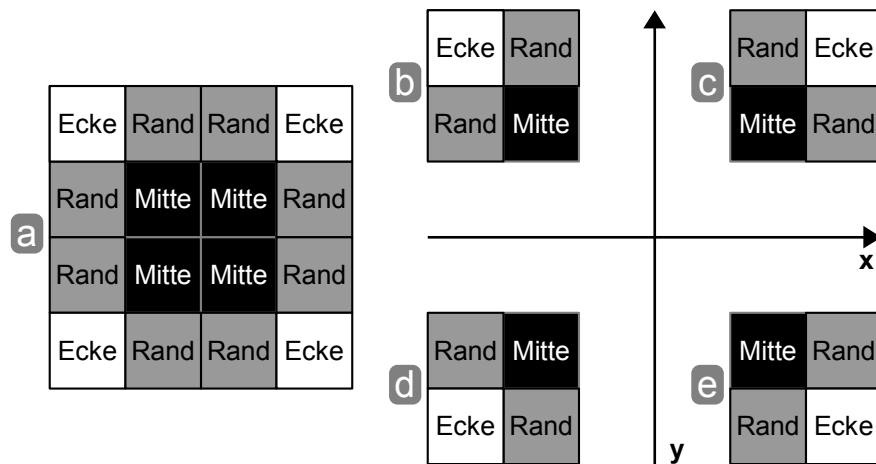 a
Ecke Rand Rand Ecke
Rand Mitte Mitte Rand
Rand Mitte Mitte Rand
Ecke Rand Rand Ecke
b
Ecke Rand
Rand Mitte
c
Rand Ecke
Mitte Rand
x
d
Rand Mitte
Ecke Rand
e
Mitte Rand
Rand Ecke
y